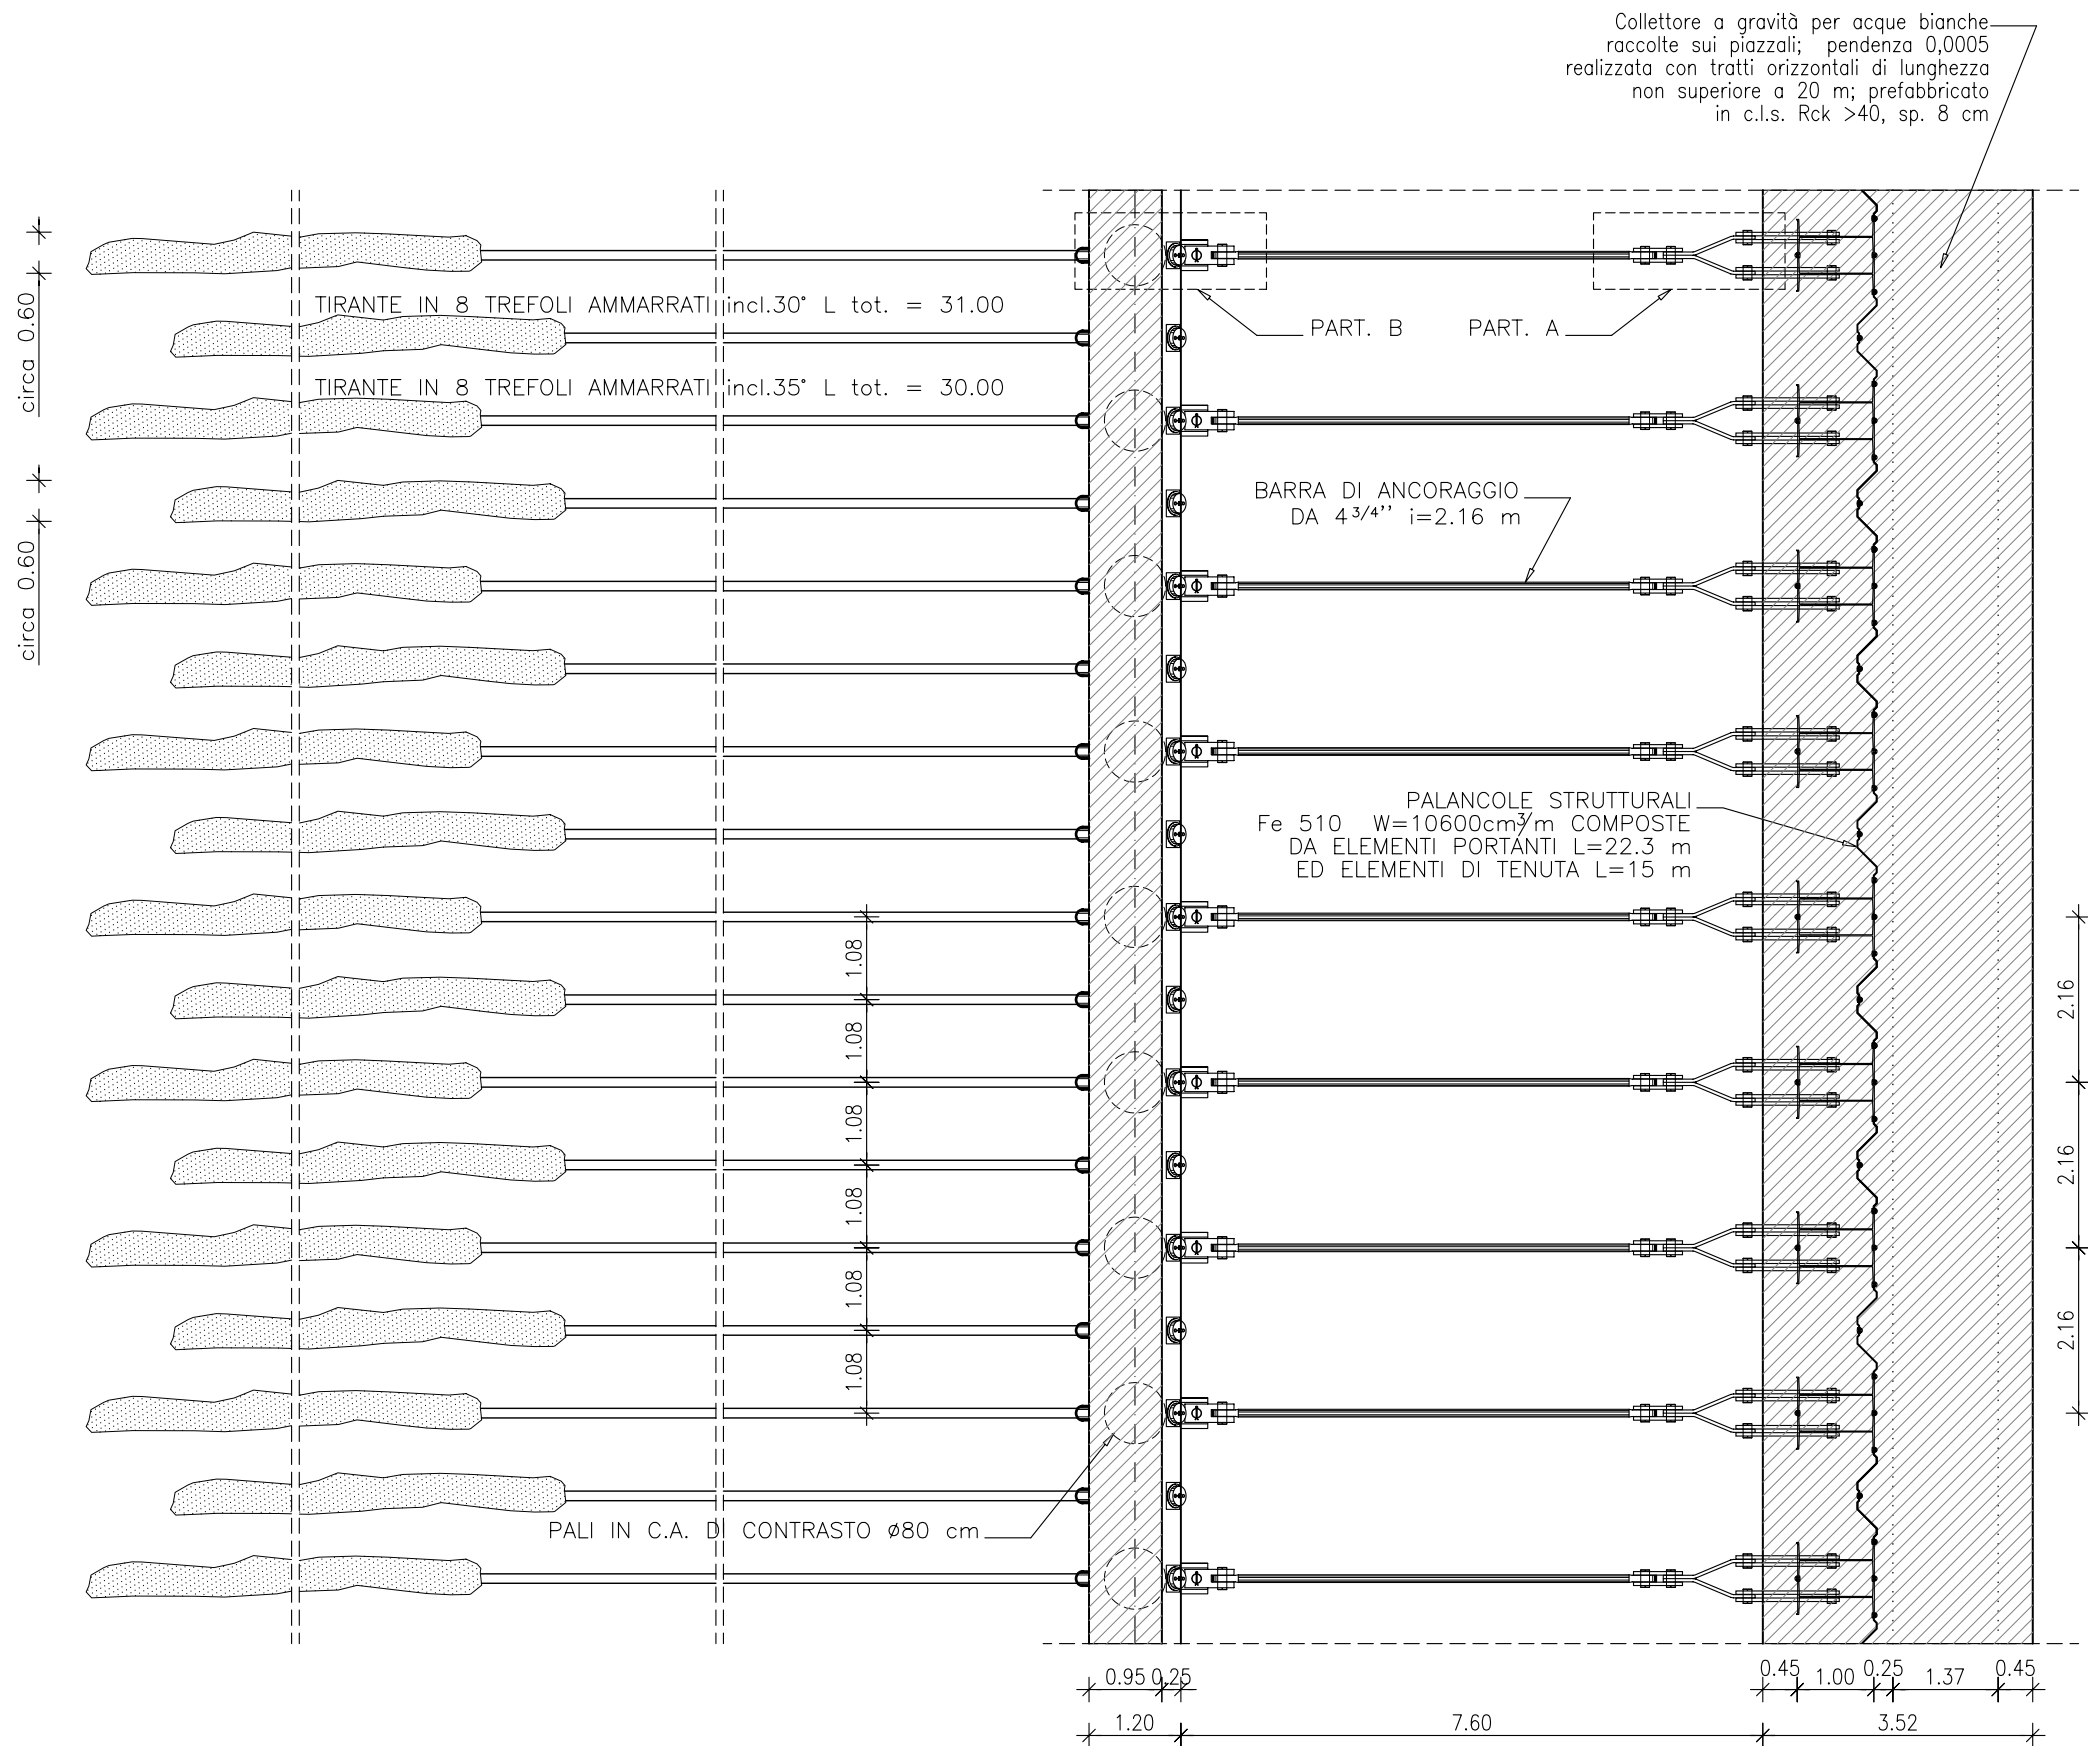 Collettore a gravità per acque bianche
raccolte sui piazzali; pendenza 0,0005
realizzata con tratti orizzontali di lunghezza
non superiore a 20 m; prefabbricato
in c.l.s. Rck >40, sp. 8 cm
circa 0.60
TIRANTE IN 8 TREFOLI AMMARRATI incl.30° L tot. = 31.00
PART. B
PART. A
TIRANTE IN 8 TREFOLI AMMARRATI incl.35° L tot. = 30.00
BARRA DI ANCORAGGIO
DA 4 3/4'' i=2.16 m
circa 0.60
PALANCOLE STRUTTURALI
Fe 510 W=10600cm³/m COMPOSTE
DA ELEMENTI PORTANTI L=22.3 m
ED ELEMENTI DI TENUTA L=15 m
1.08
1.08
1.08
1.08
1.08
1.08
2.16
2.16
2.16
PALI IN C.A. DI CONTRASTO ø80 cm
0.95 0.25
0.45 1.00 0.25 1.37 0.45
1.20 7.60 3.52